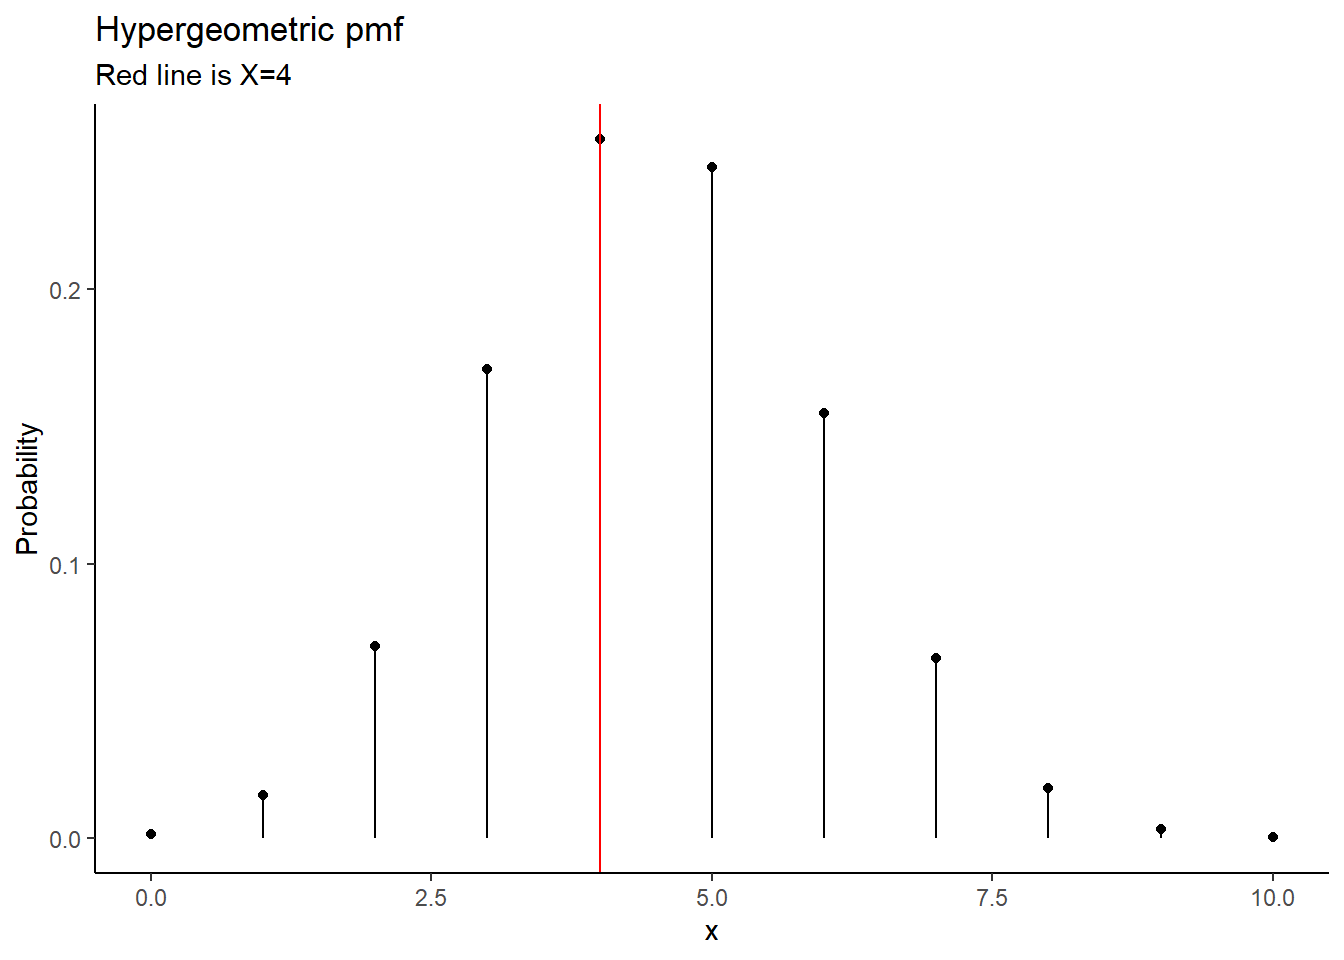 Hypergeometric pmf
Red line is X=4
Probability
0.2
0.1
0.0
0.0 2.5 5.0 7.5 10.0
x